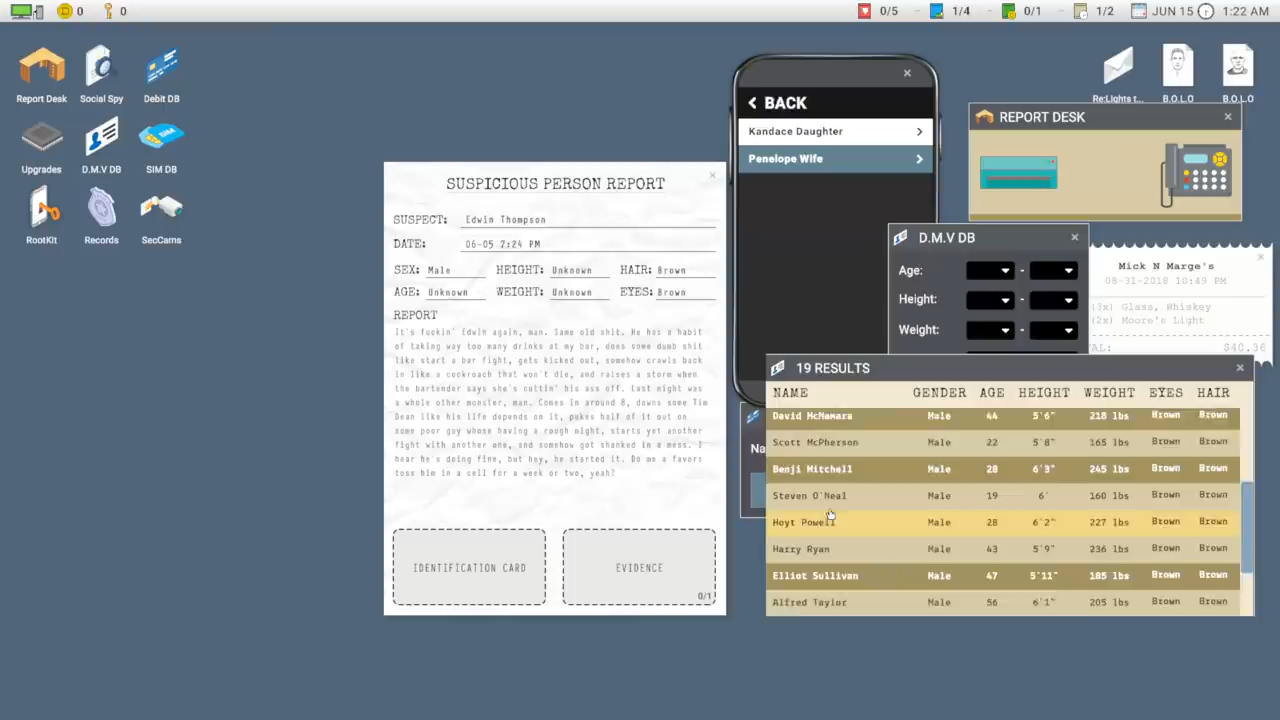 0
0
0/5
1/4
0/1
1/2
JUN 15
1:22 AM
Report Desk
Social Spy
Debit DB
Upgrades
D.M.V DB
SIM DB
RootKit
Records
SecCams
Re:Lights t...
B.O.L.O
B.O.L.O
SUSPICIOUS PERSON REPORT
SUSPECT: Edwin Thompson
DATE: 06-05 2:24 PM
SEX: Male HEIGHT: Unknown HAIR: Brown
AGE: Unknown WEIGHT: Unknown EYES: Brown
REPORT
It's fuckin' Edwin again, man. Same old shit. He has a habit
of taking way too many drinks at my bar, does some dumb shit
like start a bar fight, gets kicked out, somehow crawls back
in like a cockroach that won't die, and raises a storm when
the bartender says she's cuttin' his ass off. Last night was
a whole other monster, man. Comes in around 8, downs some Tim
Dean like his life depends on it, pukes half of it out on
some poor guy whose having a rough night, starts yet another
fight with another one, and somehow got shanked in a mess. I
hear he's doing fine, but hey, he started it. Do me a favor:
toss him in a cell for a week or two, yeah?
IDENTIFICATION CARD
EVIDENCE
0/1
BACK
Kandace Daughter
Penelope Wife
REPORT DESK
D.M.V DB
Age: -
Height: -
Weight: -
Mick N Marge's
08-31-2018 10:49 PM
(3x) Glass, Whiskey
(2x) Moore's Light
TAL: $40.36
Na
19 RESULTS
NAME GENDER AGE HEIGHT WEIGHT EYES HAIR
David McNamara Male 44 5'6" 218 lbs Brown Brown
Scott McPherson Male 22 5'8" 165 lbs Brown Brown
Benji Mitchell Male 28 6'3" 245 lbs Brown Brown
Steven O'Neal Male 19 6' 160 lbs Brown Brown
Hoyt Powell Male 28 6'2" 227 lbs Brown Brown
Harry Ryan Male 43 5'9" 236 lbs Brown Brown
Elliot Sullivan Male 47 5'11" 185 lbs Brown Brown
Alfred Taylor Male 56 6'1" 205 lbs Brown Brown